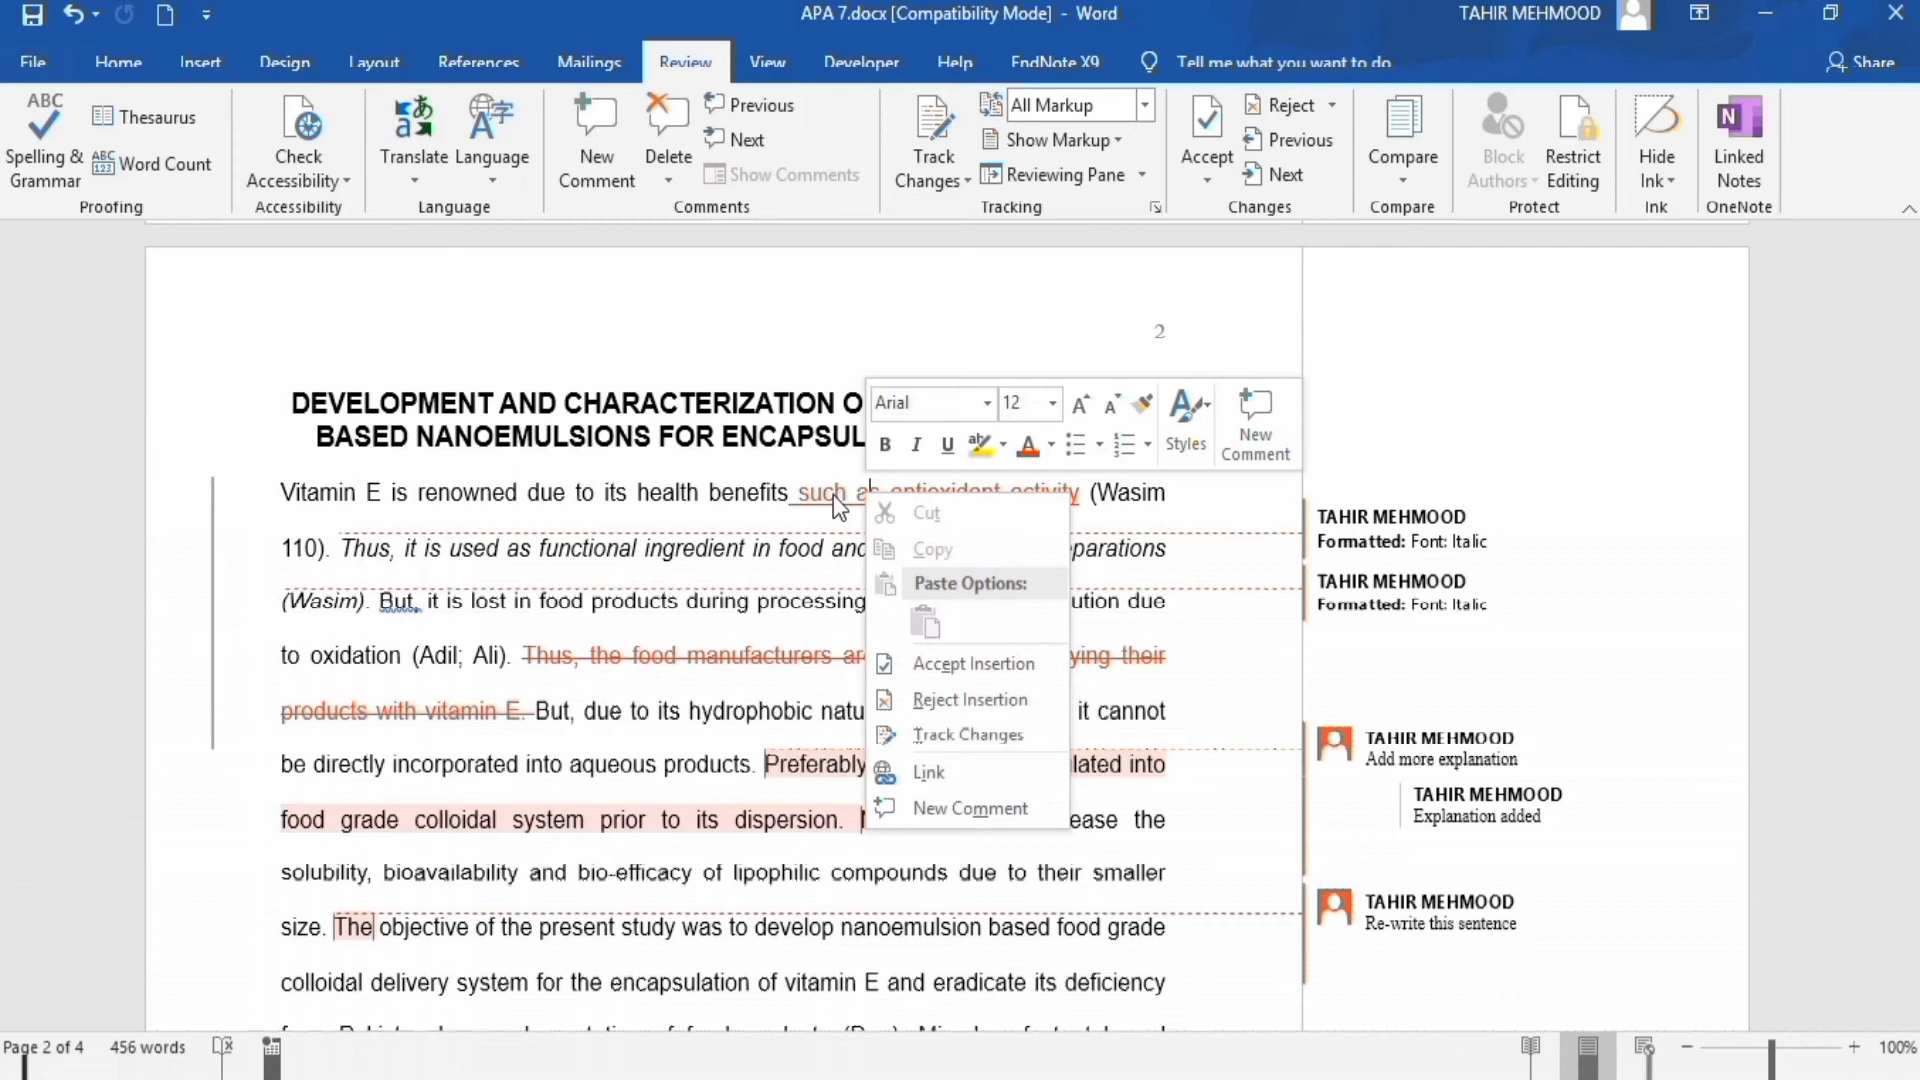 APA 7.docx [Compatibility Mode] - Word
TAHIR MEHMOOD
File Home Insert Design Layout References Mailings Review View Developer Help EndNote X9 Tell me what you want to do Share
ABC
Spelling & Grammar
Thesaurus
ABC 123 Word Count
Proofing
Check Accessibility
Accessibility
Translate
Language
Language
New Comment
Delete
Previous
Next
Show Comments
Comments
Track Changes
All Markup
Show Markup
Reviewing Pane
Tracking
Accept
Reject
Previous
Next
Changes
Compare
Compare
Block Authors
Restrict Editing
Protect
Hide Ink
Ink
Linked Notes
OneNote
2
DEVELOPMENT AND CHARACTERIZATION O
BASED NANOEMULSIONS FOR ENCAPSUL
Arial 12
B I U
Styles
New Comment
Vitamin E is renowned due to its health benefits such as antioxidant activity (Wasim
110). Thus, it is used as functional ingredient in food and parations
(Wasim). But, it is lost in food products during processing ution due
to oxidation (Adil; Ali). Thus, the food manufacturers ar ying their
products with vitamin E. But, due to its hydrophobic natu it cannot
be directly incorporated into aqueous products. Preferably lated into
food grade colloidal system prior to its dispersion. ease the
solubility, bioavailability and bio-efficacy of lipophilic compounds due to their smaller
size. The objective of the present study was to develop nanoemulsion based food grade
colloidal delivery system for the encapsulation of vitamin E and eradicate its deficiency
Cut
Copy
Paste Options:
Accept Insertion
Reject Insertion
Track Changes
Link
New Comment
TAHIR MEHMOOD
Formatted: Font: Italic
TAHIR MEHMOOD
Formatted: Font: Italic
TAHIR MEHMOOD
Add more explanation
TAHIR MEHMOOD
Explanation added
TAHIR MEHMOOD
Re-write this sentence
Page 2 of 4 456 words
100%